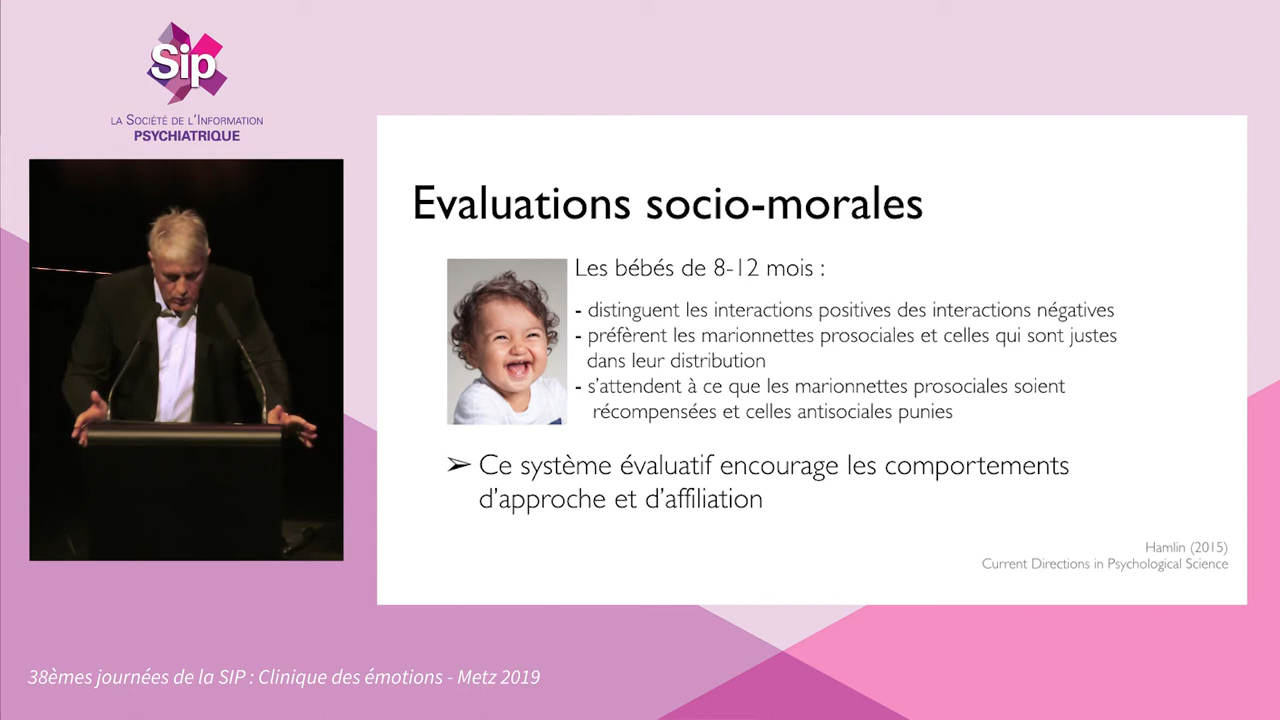 Sip
LA SOCIÉTÉ DE L'INFORMATION
PSYCHIATRIQUE
Evaluations socio-morales
Les bébés de 8-12 mois :
- distinguent les interactions positives des interactions négatives
- préfèrent les marionnettes prosociales et celles qui sont justes
dans leur distribution
- s'attendent à ce que les marionnettes prosociales soient
récompensées et celles antisociales punies
➢ Ce système évaluatif encourage les comportements
d'approche et d'affiliation
Hamlin (2015)
Current Directions in Psychological Science
38èmes journées de la SIP : Clinique des émotions - Metz 2019